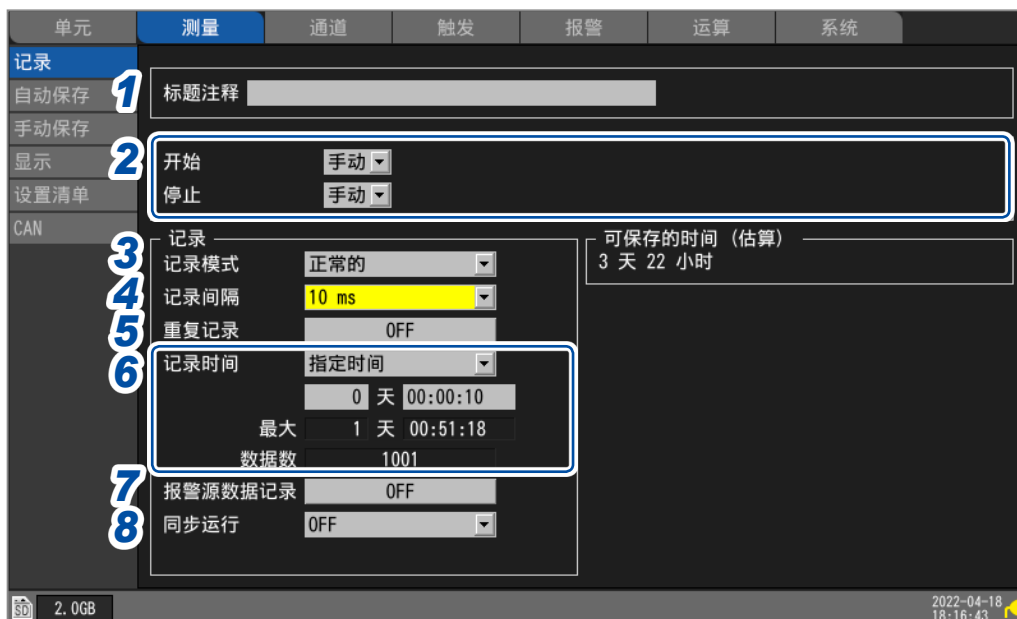 单元 测量 通道 触发 报警 运算 系统
记录
自动保存
手动保存
显示
设置清单
CAN
1 标题注释
2 开始 手动
停止 手动
记录
3 记录模式 正常的
4 记录间隔 10 ms
5 重复记录 OFF
6 记录时间 指定时间
0 天 00:00:10
最大 1 天 00:51:18
数据数 1001
7 报警源数据记录 OFF
8 同步运行 OFF
可保存的时间 (估算)
3 天 22 小时
SD 2.0GB
2022-04-18
18:16:43